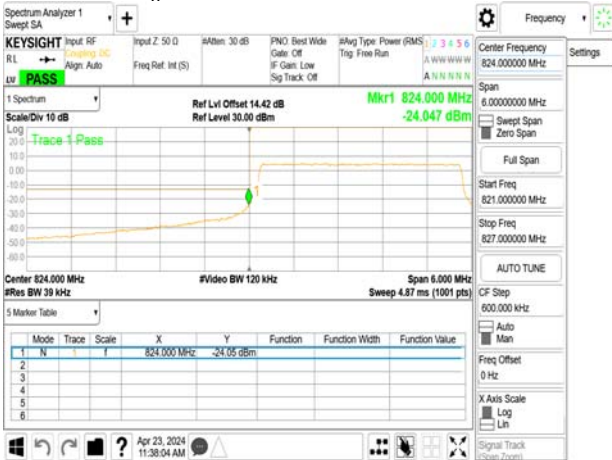 Spectrum Analyzer 1
Swept SA
+
Frequency
Settings
KEYSIGHT Input: RF Input Z: 50 Ω #Atten: 30 dB PNO: Best Wide #Avg Type: Power (RMS 1 2 3 4 5 6
RL Coupling: DC Gate: Off Trig: Free Run A W W W W W
Align: Auto Freq Ref: Int (S) IF Gain: Low
LW PASS Sig Track: Off A N N N N N
1 Spectrum Ref Lvl Offset 14.42 dB Mkr1 824.000 MHz
Scale/Div 10 dB Ref Level 30.00 dBm -24.047 dBm
Log
Trace 1 Pass
20.0
10.0
0.00
-10.0
-20.0
-30.0
-40.0
-50.0
-60.0
1
Center 824.000 MHz #Video BW 120 kHz Span 6.000 MHz
#Res BW 39 kHz Sweep 4.87 ms (1001 pts)
5 Marker Table
Mode Trace Scale X Y Function Function Width Function Value
1 N 1 f 824.000 MHz -24.05 dBm
2
3
4
5
6
Center Frequency
824.000000 MHz
Span
6.00000000 MHz
Swept Span
Zero Span
Full Span
Start Freq
821.000000 MHz
Stop Freq
827.000000 MHz
AUTO TUNE
CF Step
600.000 kHz
Auto
Man
Freq Offset
0 Hz
X Axis Scale
Log
Lin
Signal Track
(Span Zoom)
? Apr 23, 2024
11:38:04 AM